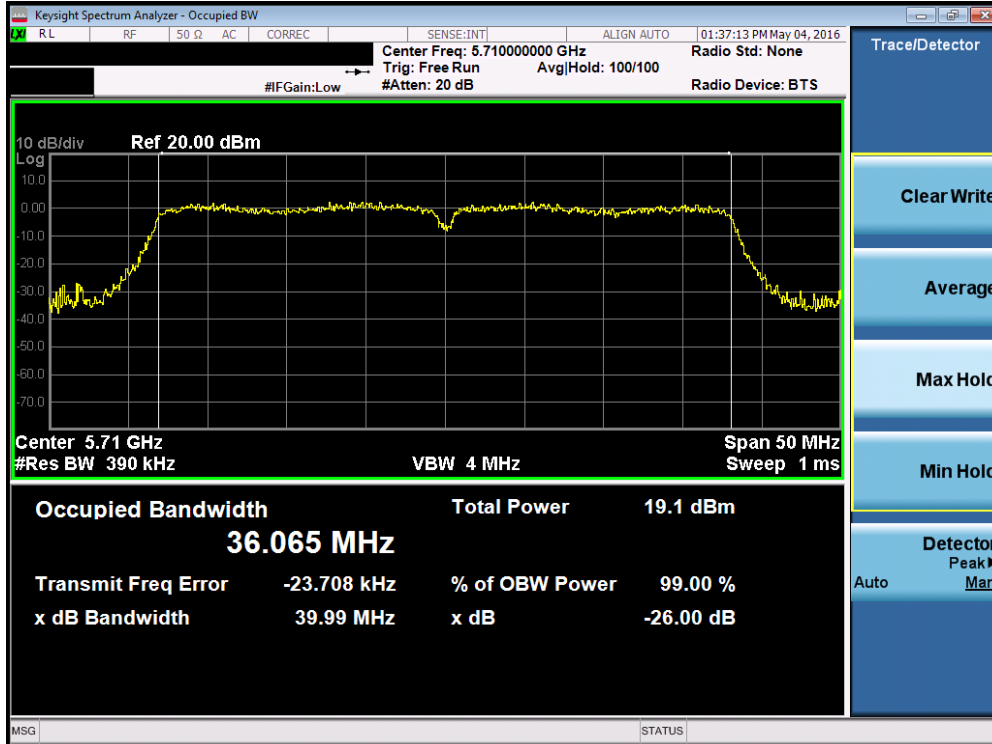 Keysight Spectrum Analyzer - Occupied BW
LXI RL RF 50 Ω AC CORREC SENSE:INT ALIGN AUTO 01:37:13 PM May 04, 2016
Center Freq: 5.710000000 GHz Radio Std: None
Trig: Free Run Avg|Hold: 100/100
#IFGain:Low #Atten: 20 dB Radio Device: BTS
10 dB/div Ref 20.00 dBm
Log
10.0
0.00
-10.0
-20.0
-30.0
-40.0
-50.0
-60.0
-70.0
Center 5.71 GHz Span 50 MHz
#Res BW 390 kHz VBW 4 MHz Sweep 1 ms
Occupied Bandwidth Total Power 19.1 dBm
36.065 MHz
Transmit Freq Error -23.708 kHz % of OBW Power 99.00 %
x dB Bandwidth 39.99 MHz x dB -26.00 dB
MSG STATUS
Trace/Detector
Clear Write
Average
Max Hold
Min Hold
Detector
Peak▶
Auto Man